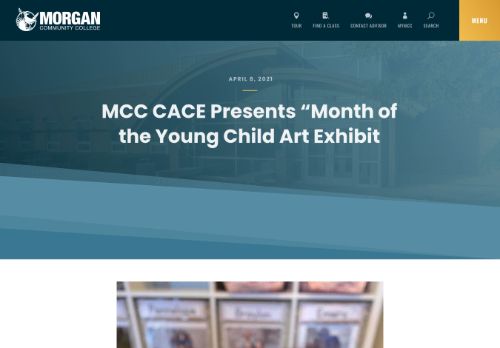 MORGAN
COMMUNITY COLLEGE
TOUR
FIND A CLASS
CONTACT ADVISOR
MYMCC
SEARCH
MENU
APRIL 5, 2021
MCC CACE Presents “Month of
the Young Child Art Exhibit